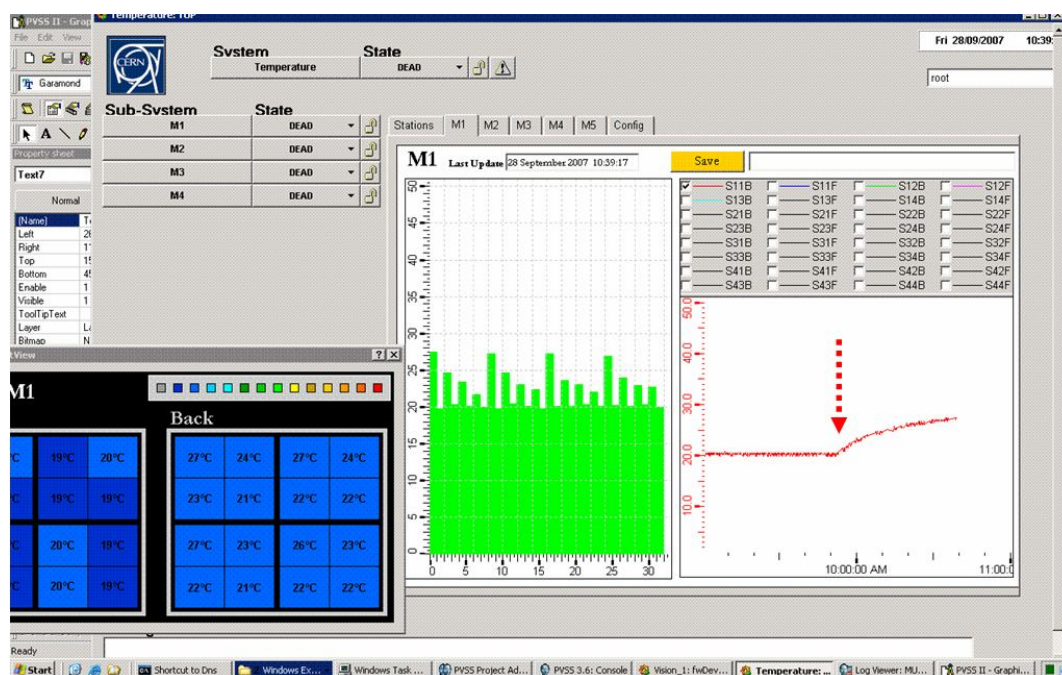 PVSS II - Grap
Temperature: TOP
File Edit View
Garamond
Property sheet
Text7
Normal
(Name)
Left
Right
Top
Bottom
Enable 1
Visible 1
ToolTipText
Layer
Bitmap
CERN
System State
Temperature DEAD
Fri 28/09/2007 10:39:
root
Sub-System State
M1 DEAD
M2 DEAD
M3 DEAD
M4 DEAD
Stations M1 M2 M3 M4 M5 Config
M1 Last Update 28 September 2007 10:39:17 Save
S11B S11F S12B S12F
S13B S13F S14B S14F
S21B S21F S22B S22F
S23B S23F S24B S24F
S31B S31F S32B S32F
S33B S33F S34B S34F
S41B S41F S42B S42F
S43B S43F S44B S44F
50
45
40
35
30
25
20
15
10
5
0
0 5 10 15 20 25 30
50.0
40.0
30.0
20.0
10.0
10:00:00 AM 11:00:
M1
Back
19°C 20°C
19°C 19°C
20°C 19°C
20°C 19°C
27°C 24°C 27°C 24°C
23°C 21°C 22°C 22°C
27°C 23°C 26°C 23°C
22°C 21°C 22°C 22°C
Ready
Start Shortcut to Dns Windows Ex... Windows Task ... PVSS Project Ad... PVSS 3.6: Console Vision_1: fwDev... Temperature: ... Log Viewer: MU... PVSS II - Graphi...